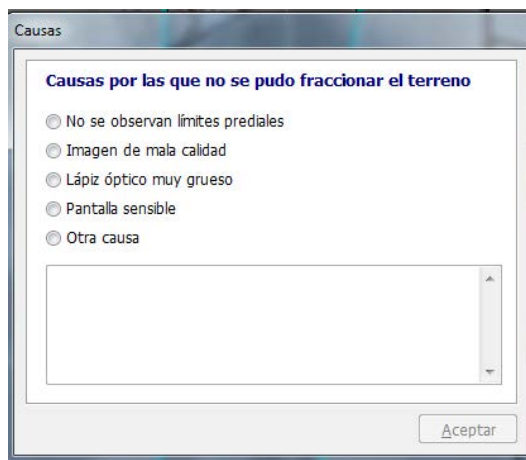 Causas
Causas por las que no se pudo fraccionar el terreno
No se observan límites prediales
Imagen de mala calidad
Lápiz óptico muy grueso
Pantalla sensible
Otra causa
Aceptar